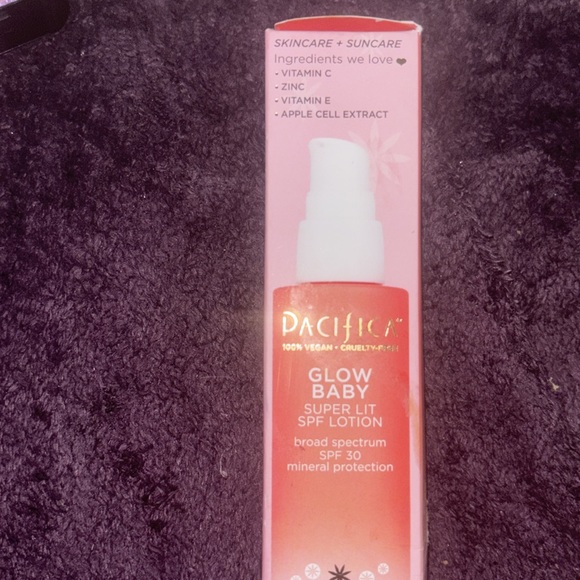 SKINCARE + SUNCARE
Ingredients we love ❤
- VITAMIN C
- ZINC
- VITAMIN E
- APPLE CELL EXTRACT
PACIFICA™
100% VEGAN • CRUELTY-FREE
GLOW
BABY
SUPER LIT
SPF LOTION
broad spectrum
SPF 30
mineral protection